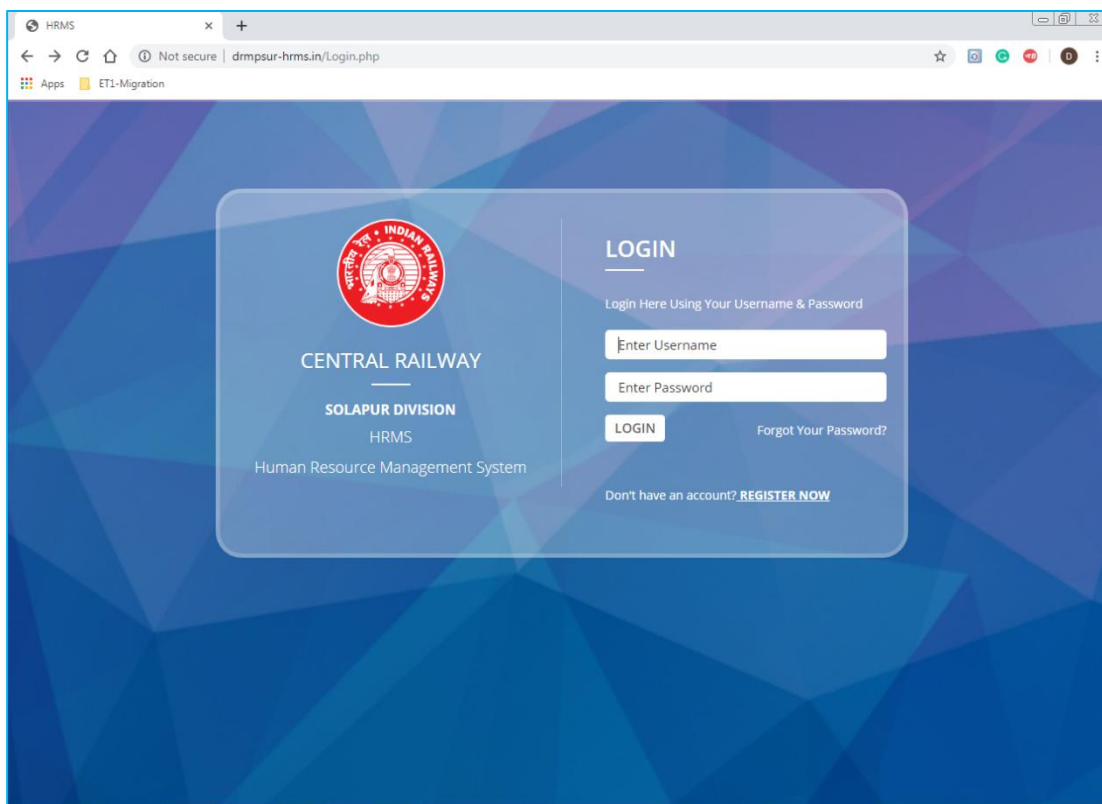 HRMS
Not secure | drmpsur-hrms.in/Login.php
Apps ET1-Migration
भारतीय रेल • INDIAN RAILWAYS
CENTRAL RAILWAY
SOLAPUR DIVISION
HRMS
Human Resource Management System
LOGIN
Login Here Using Your Username & Password
Enter Username
Enter Password
LOGIN Forgot Your Password?
Don't have an account? REGISTER NOW